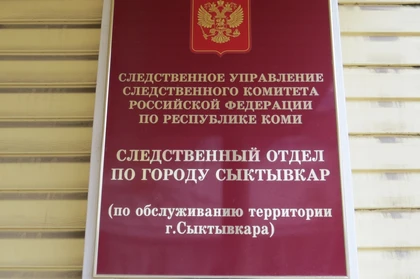 СЛЕДСТВЕННОЕ УПРАВЛЕНИЕ
СЛЕДСТВЕННОГО КОМИТЕТА
РОССИЙСКОЙ ФЕДЕРАЦИИ
ПО РЕСПУБЛИКЕ КОМИ
СЛЕДСТВЕННЫЙ ОТДЕЛ
ПО ГОРОДУ СЫКТЫВКАР
(по обслуживанию территории
г.Сыктывкара)